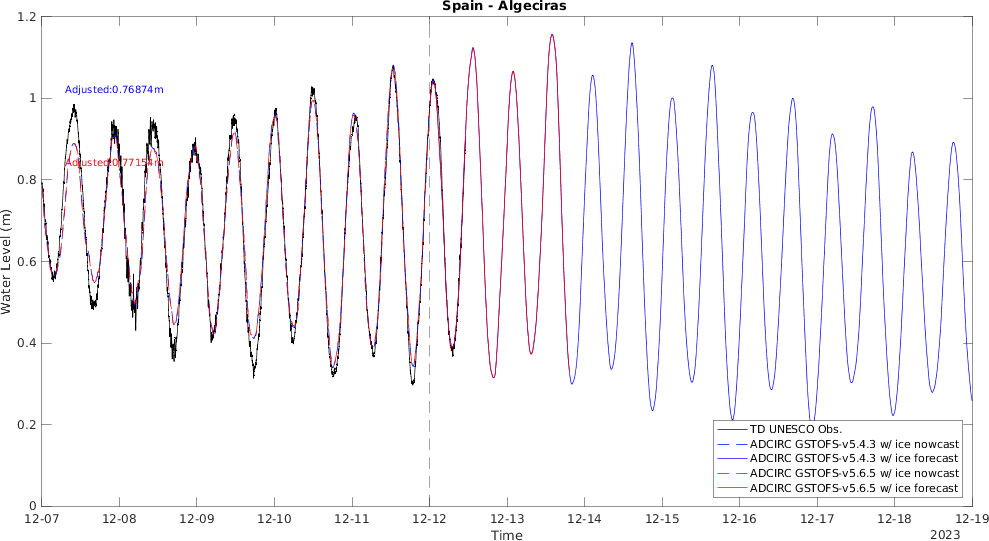 Spain - Algeciras
Water Level (m)
1.2
1
0.8
0.6
0.4
0.2
0
Adjusted:0.76874m
Adjusted:0.77154m
TD UNESCO Obs.
ADCIRC GSTOFS-v5.4.3 w/ ice nowcast
ADCIRC GSTOFS-v5.4.3 w/ ice forecast
ADCIRC GSTOFS-v5.6.5 w/ ice nowcast
ADCIRC GSTOFS-v5.6.5 w/ ice forecast
12-07 12-08 12-09 12-10 12-11 12-12 12-13 12-14 12-15 12-16 12-17 12-18 12-19
Time
2023